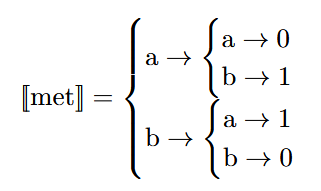 a → 0
a →
b → 1
⟦met⟧ =
a → 1
b →
b → 0